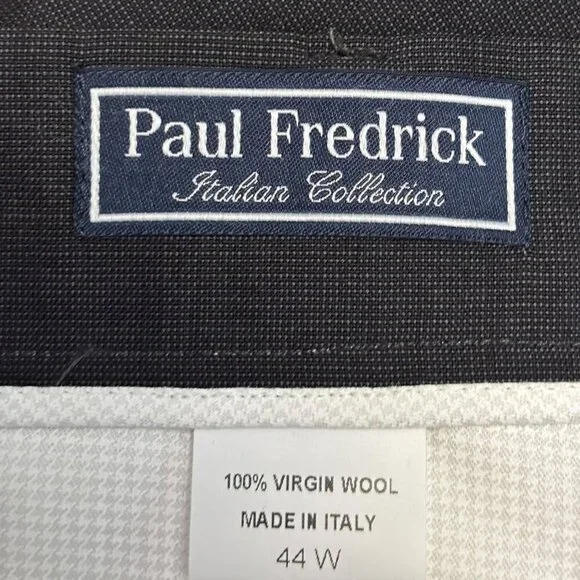 Paul Fredrick
Italian Collection
100% VIRGIN WOOL
MADE IN ITALY
44 W